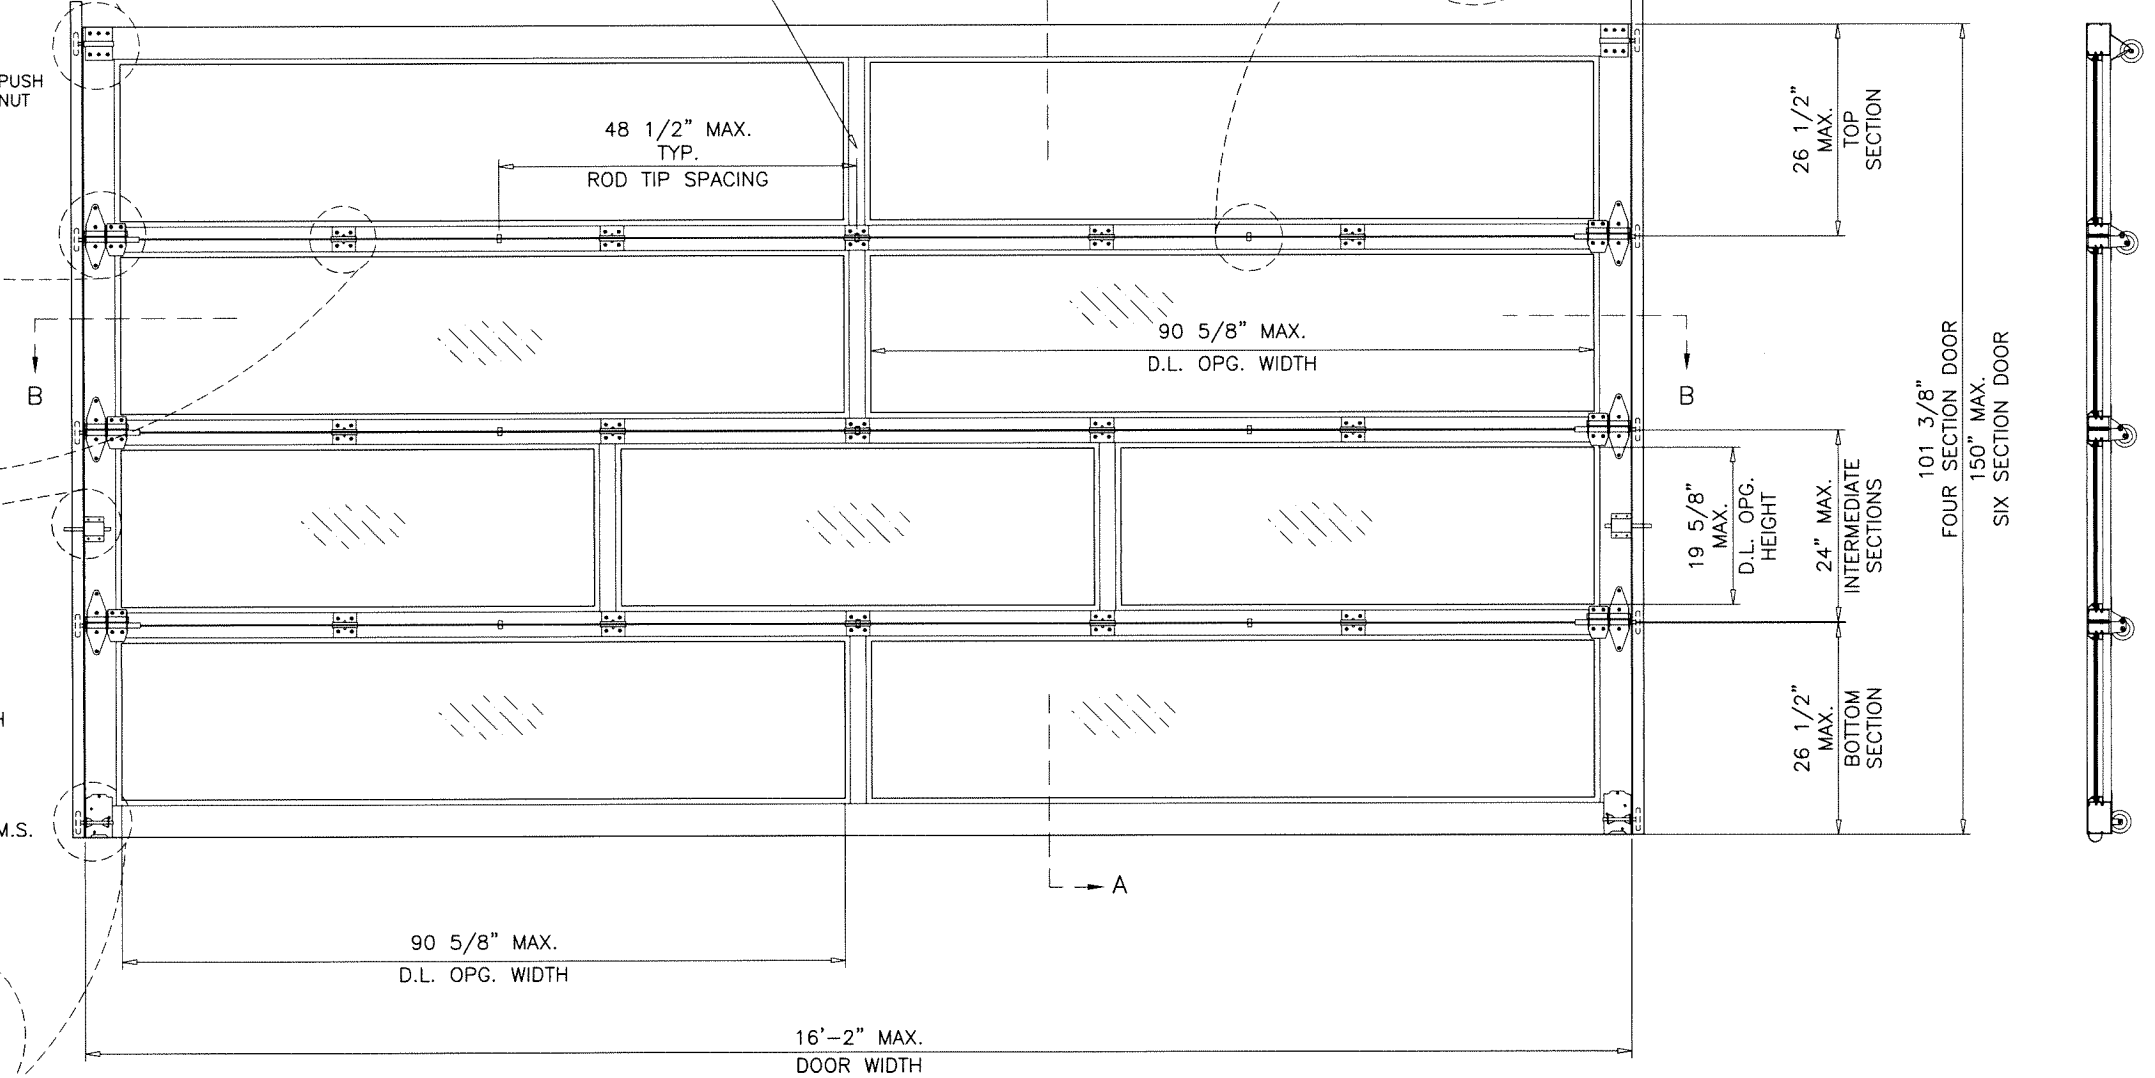 PUSH
NUT
48 1/2" MAX.
TYP.
ROD TIP SPACING
26 1/2"
MAX.
TOP
SECTION
B
90 5/8" MAX.
D.L. OPG. WIDTH
B
19 5/8"
MAX.
D.L. OPG.
HEIGHT
24" MAX.
INTERMEDIATE
SECTIONS
101 3/8"
FOUR SECTION DOOR
150" MAX.
SIX SECTION DOOR
H
26 1/2"
MAX.
BOTTOM
SECTION
M.S.
A
90 5/8" MAX.
D.L. OPG. WIDTH
16'-2" MAX.
DOOR WIDTH